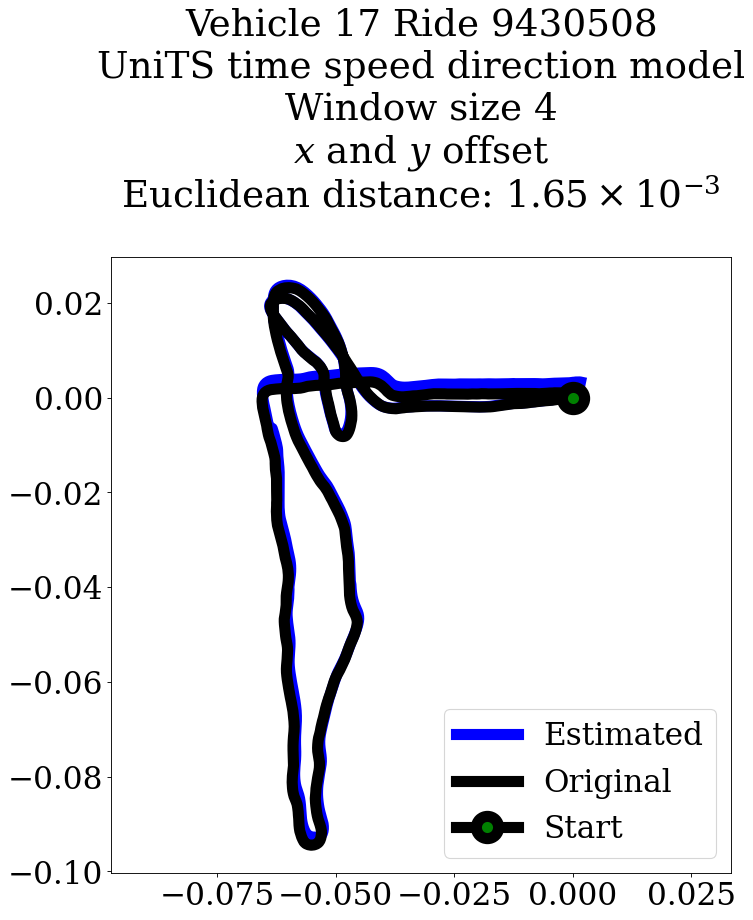 Vehicle 17 Ride 9430508
UniTS time speed direction model
Window size 4
x and y offset
Euclidean distance: 1.65 × 10⁻³
0.02
0.00
−0.02
−0.04
−0.06
−0.08
−0.10
Estimated
Original
Start
−0.075 −0.050 −0.025 0.000 0.025